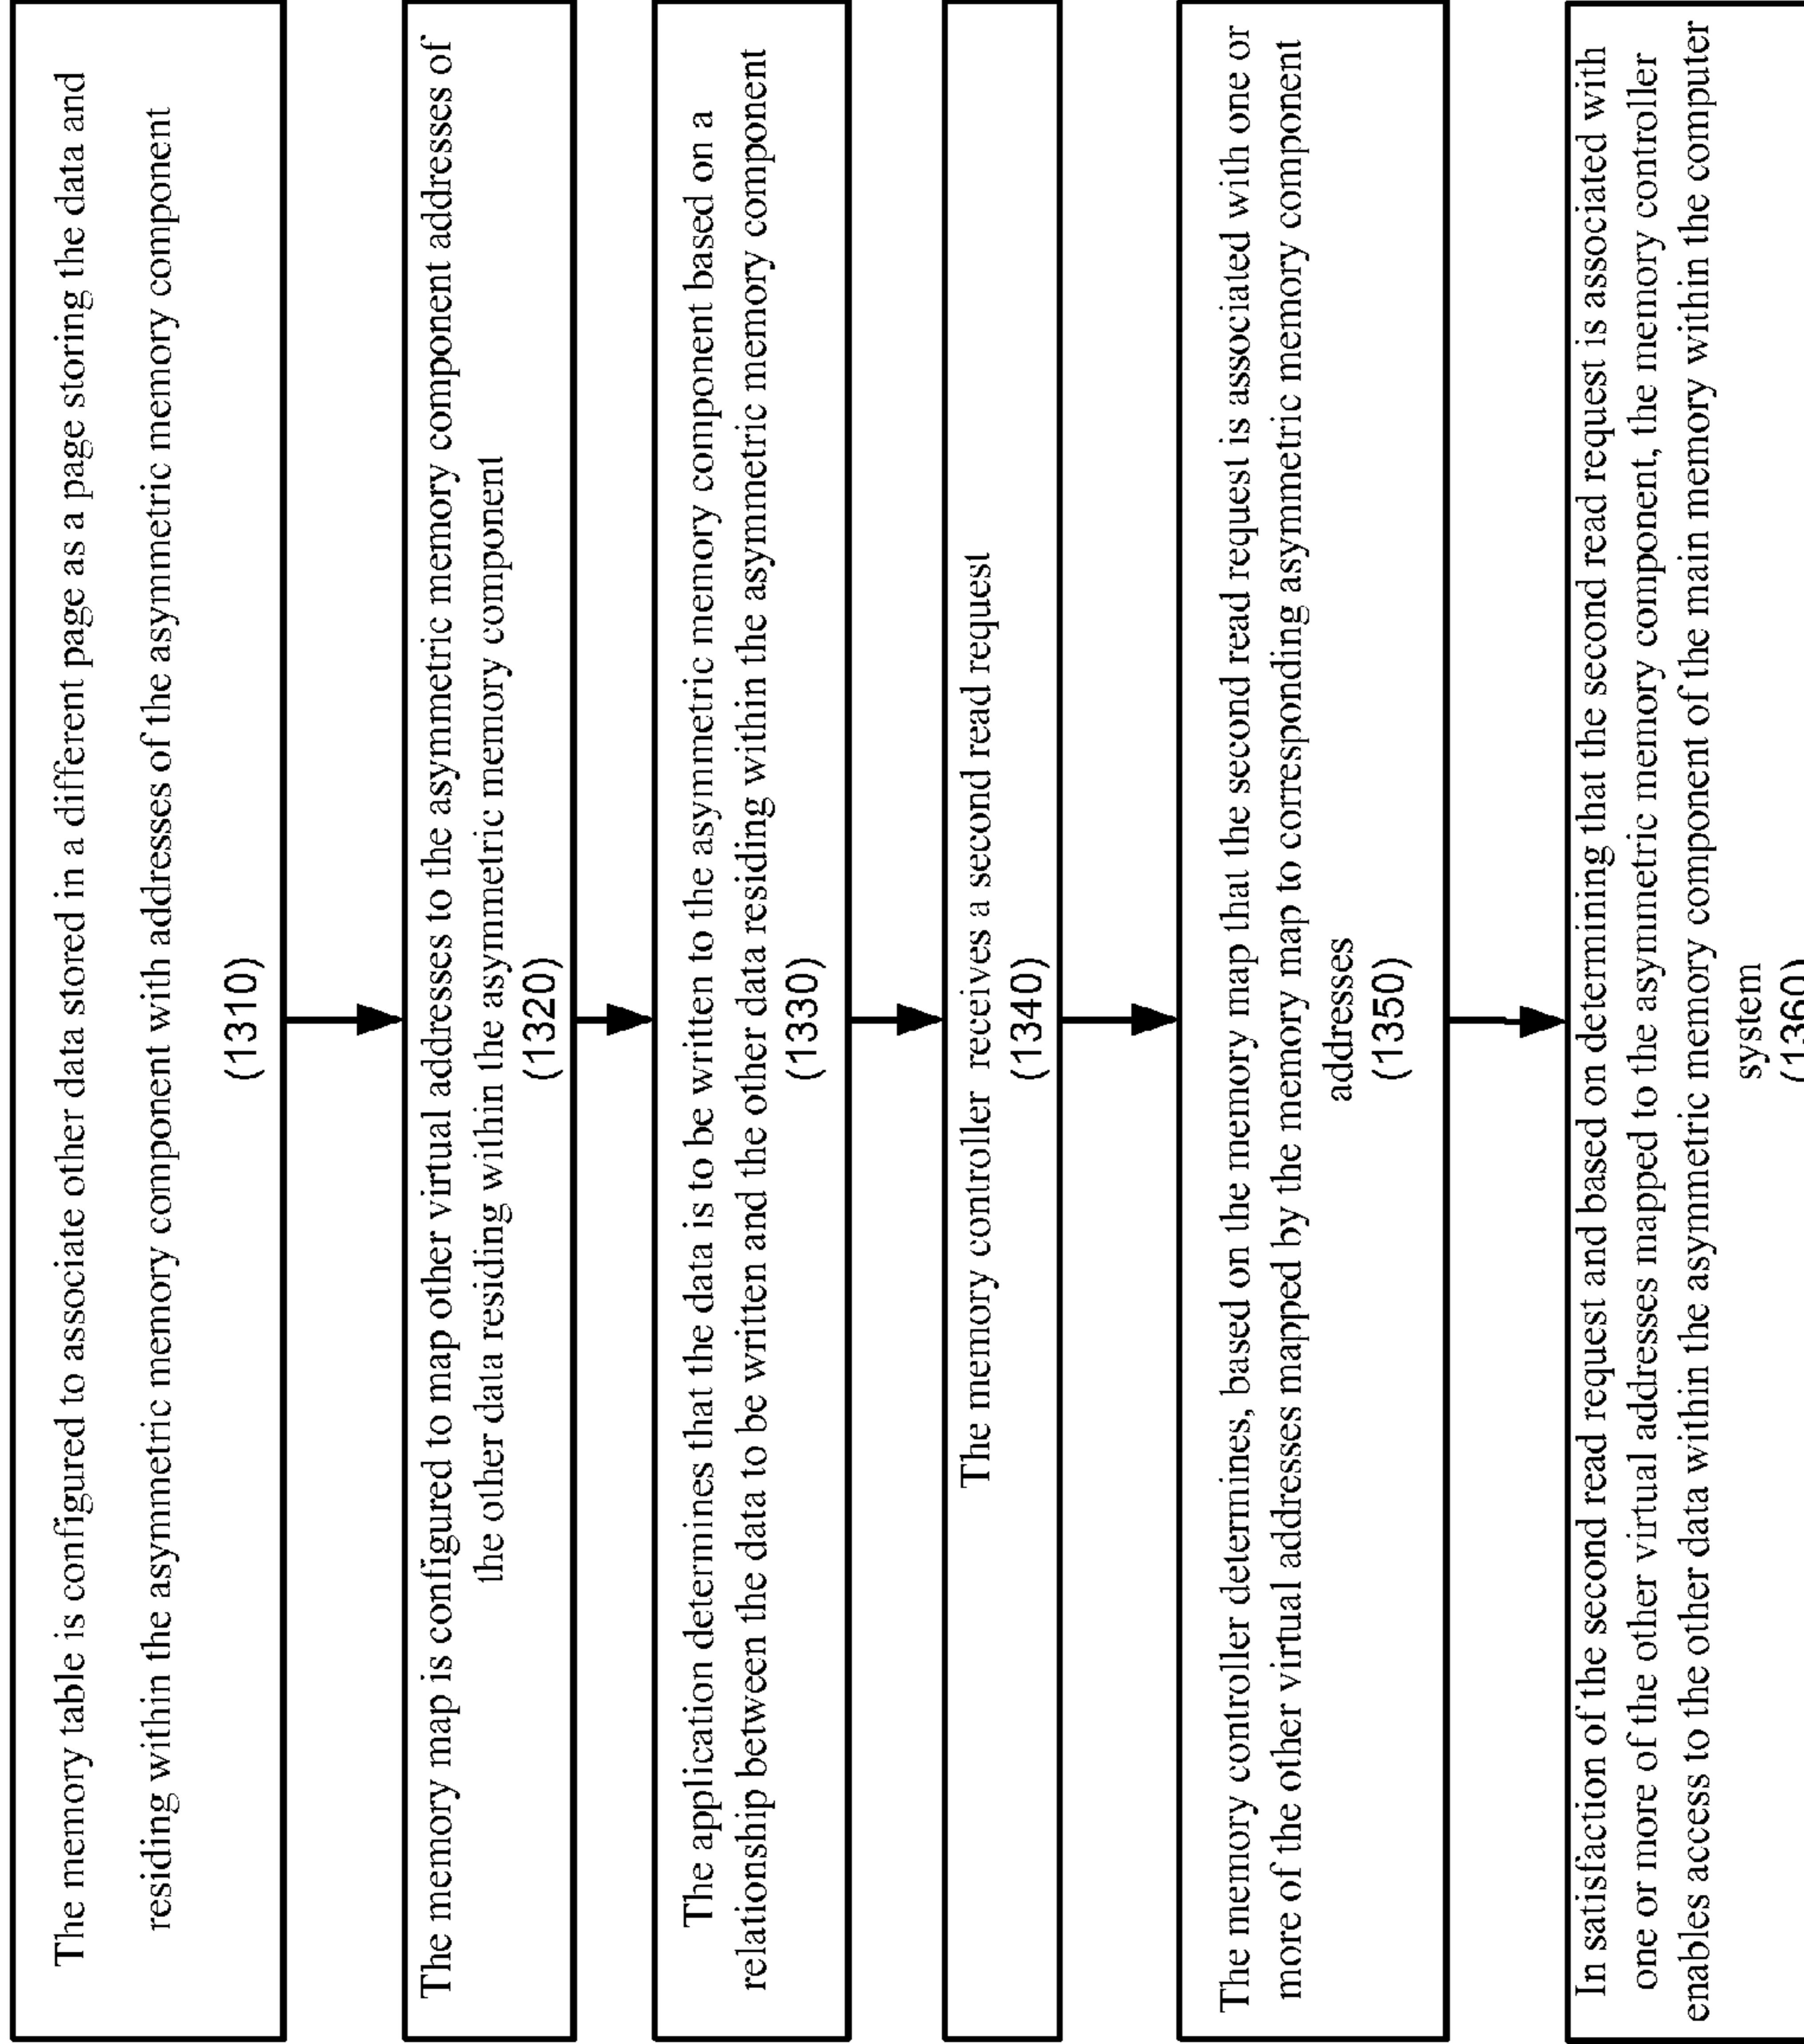 The memory table is configured to associate other data stored in a different page as a page storing the data and
residing within the asymmetric memory component with addresses of the asymmetric memory component
(1310)
The memory map is configured to map other virtual addresses to the asymmetric memory component addresses of
the other data residing within the asymmetric memory component
(1320)
The application determines that the data is to be written to the asymmetric memory component based on a
relationship between the data to be written and the other data residing within the asymmetric memory component
(1330)
The memory controller receives a second read request
(1340)
The memory controller determines, based on the memory map that the second read request is associated with one or
more of the other virtual addresses mapped by the memory map to corresponding asymmetric memory component
addresses
(1350)
In satisfaction of the second read request and based on determining that the second read request is associated with
one or more of the other virtual addresses mapped to the asymmetric memory component, the memory controller
enables access to the other data within the asymmetric memory component of the main memory within the computer
system
(1360)